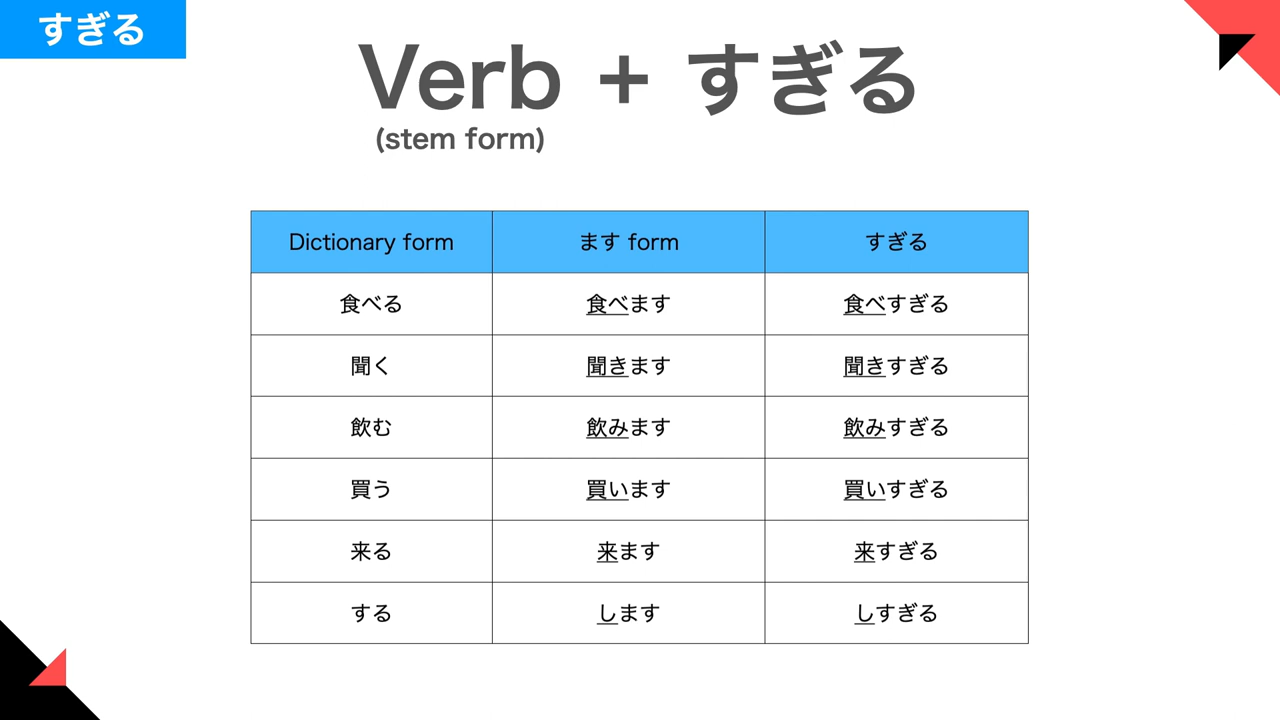 すぎる
Verb + すぎる
(stem form)
Dictionary form ます form すぎる
食べる 食べます 食べすぎる
聞く 聞きます 聞きすぎる
飲む 飲みます 飲みすぎる
買う 買います 買いすぎる
来る 来ます 来すぎる
する します しすぎる